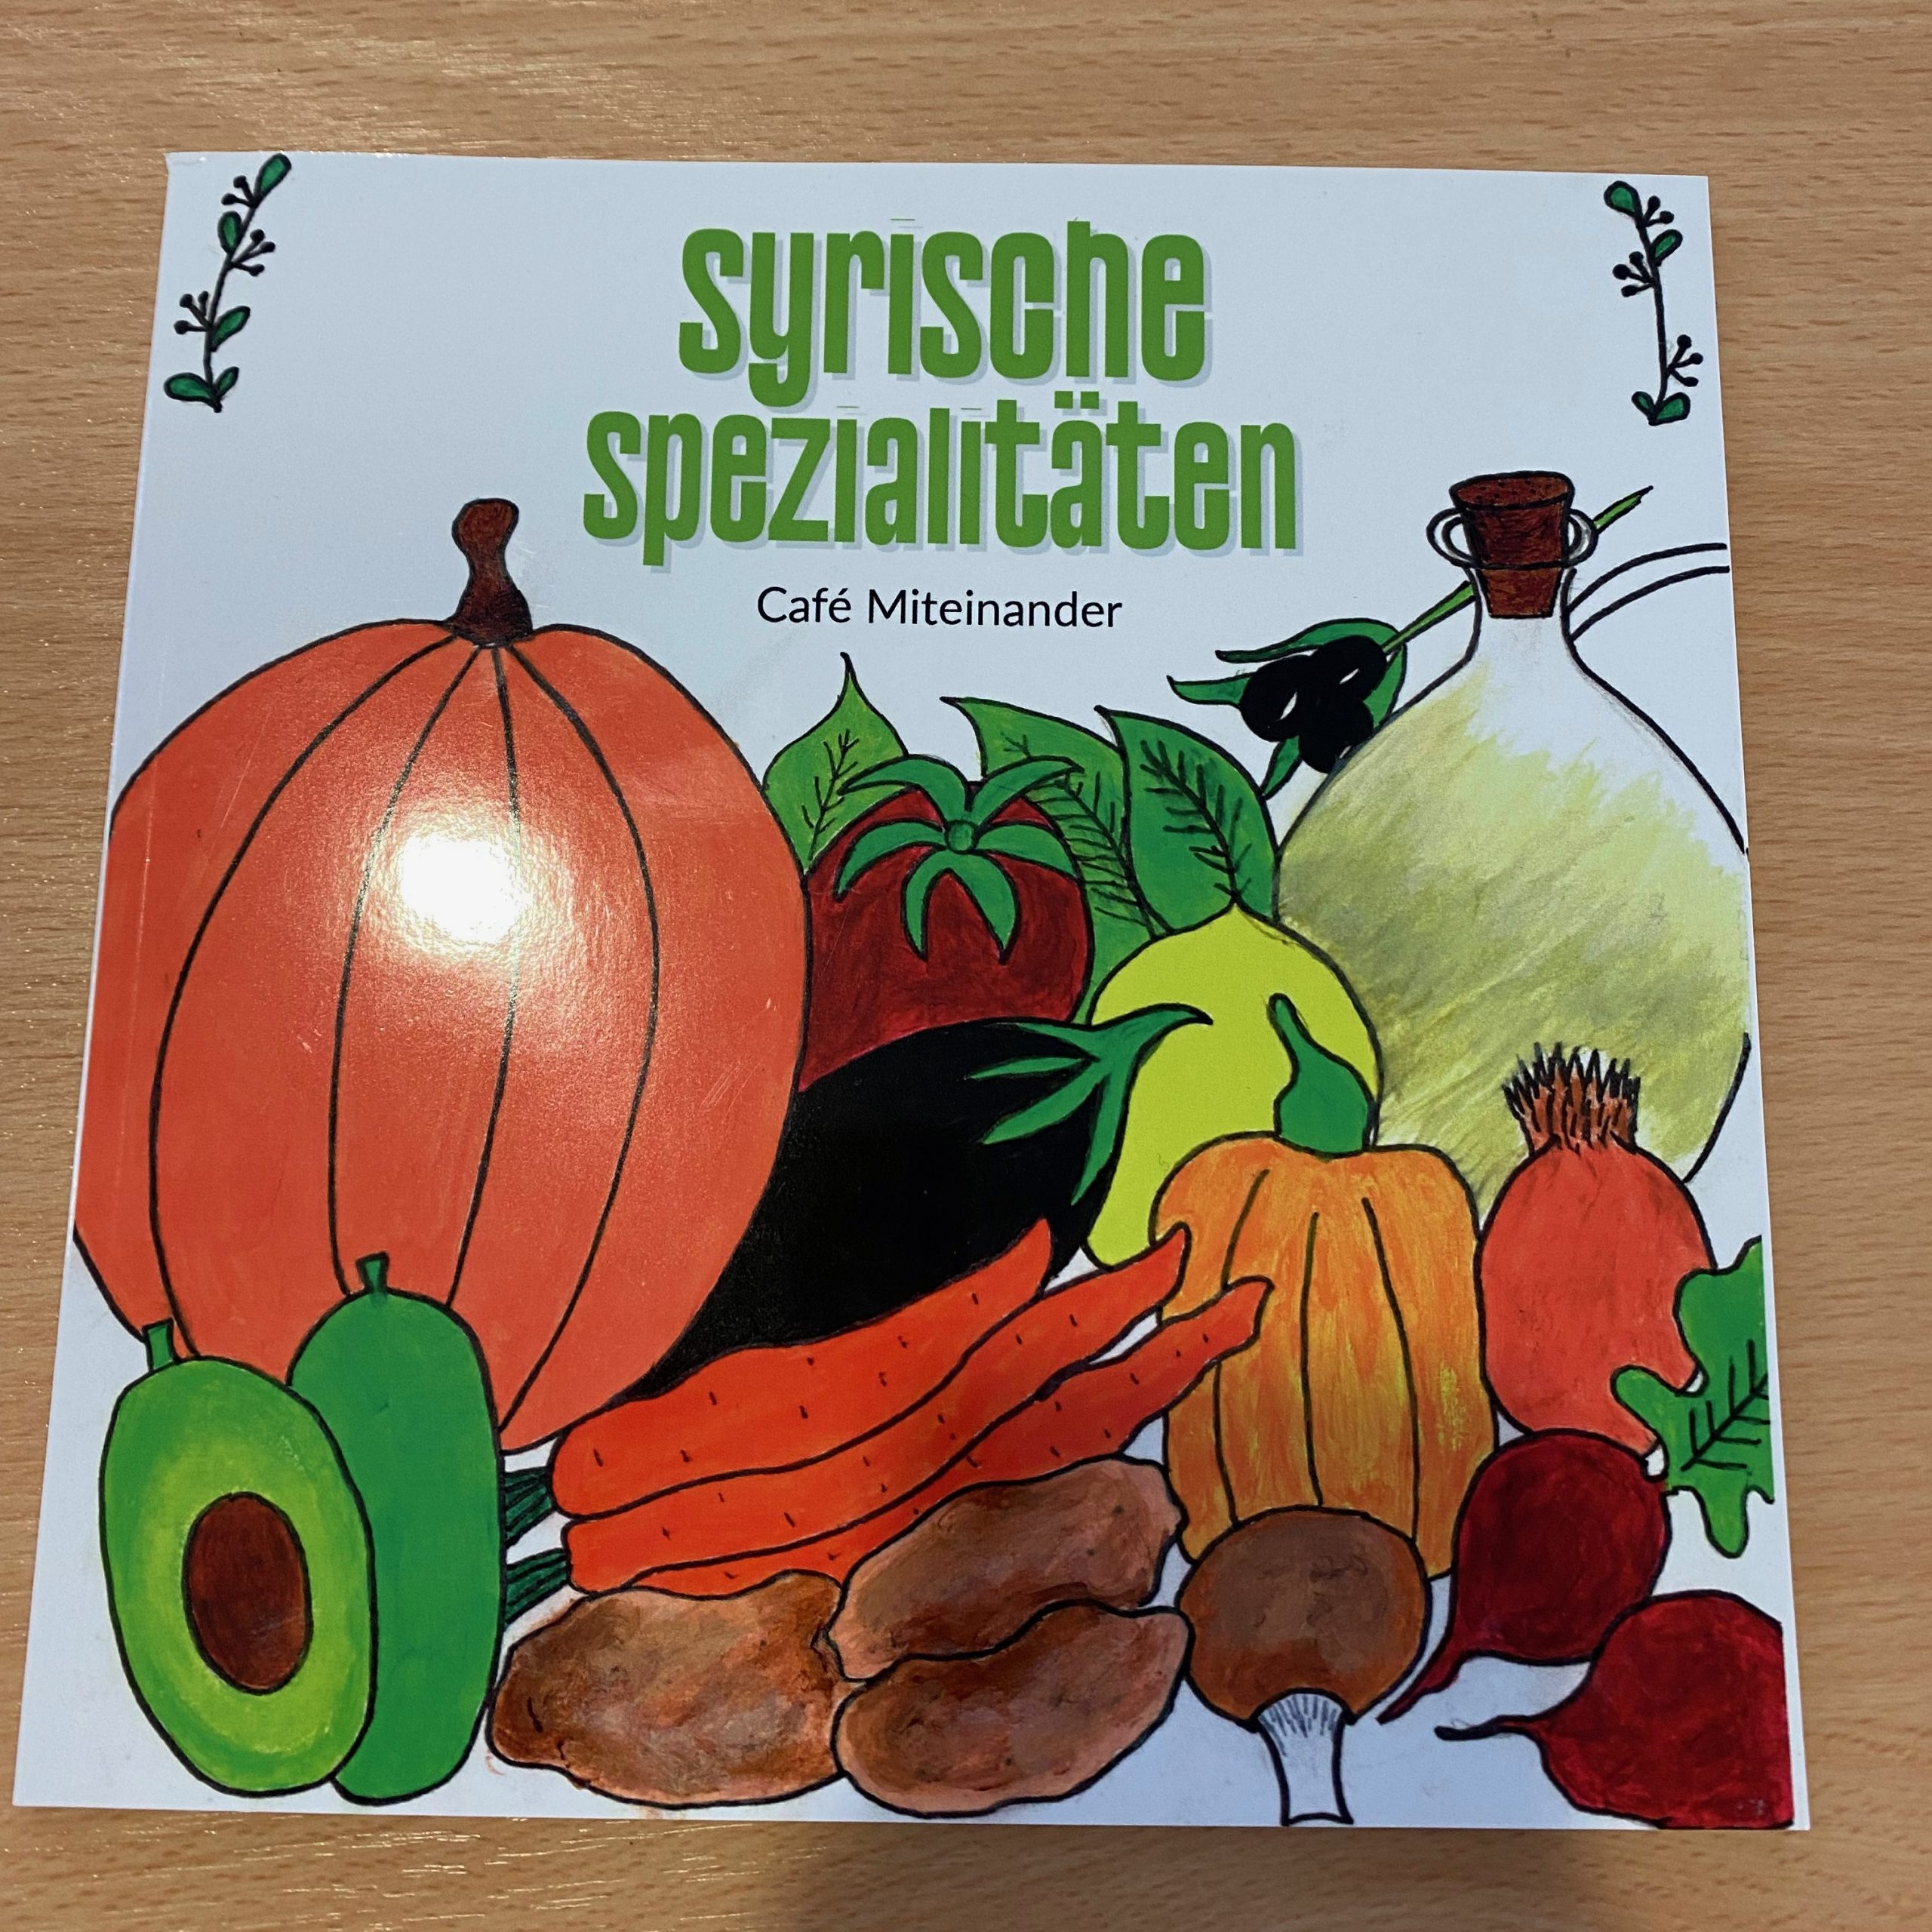 syrische
spezialitäten
Café Miteinander